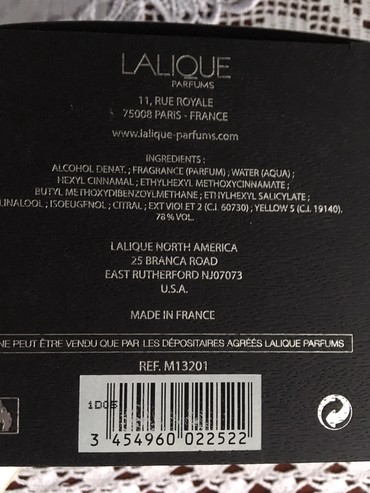 LALIQUE
PARFUMS
11, RUE ROYALE
75008 PARIS - FRANCE
www.lalique-parfums.com
INGREDIENTS :
ALCOHOL DENAT. ; FRAGRANCE (PARFUM) ; WATER (AQUA) ;
HEXYL CINNAMAL ; ETHYLHEXYL METHOXYCINNAMATE ;
BUTYL METHOXYDIBENZOYLMETHANE ; ETHYLHEXYL SALICYLATE ;
LINALOOL ; ISOEUGENOL ; CITRAL ; EXT VIOLET 2 (C.I. 60730) ; YELLOW 5 (C.I. 19140).
78 % VOL.
LALIQUE NORTH AMERICA
25 BRANCA ROAD
EAST RUTHERFORD NJ07073
U.S.A.
MADE IN FRANCE
NE PEUT ÊTRE VENDU QUE PAR LES DÉPOSITAIRES AGRÉÉS LALIQUE PARFUMS
REF. M13201
3 454960 022522